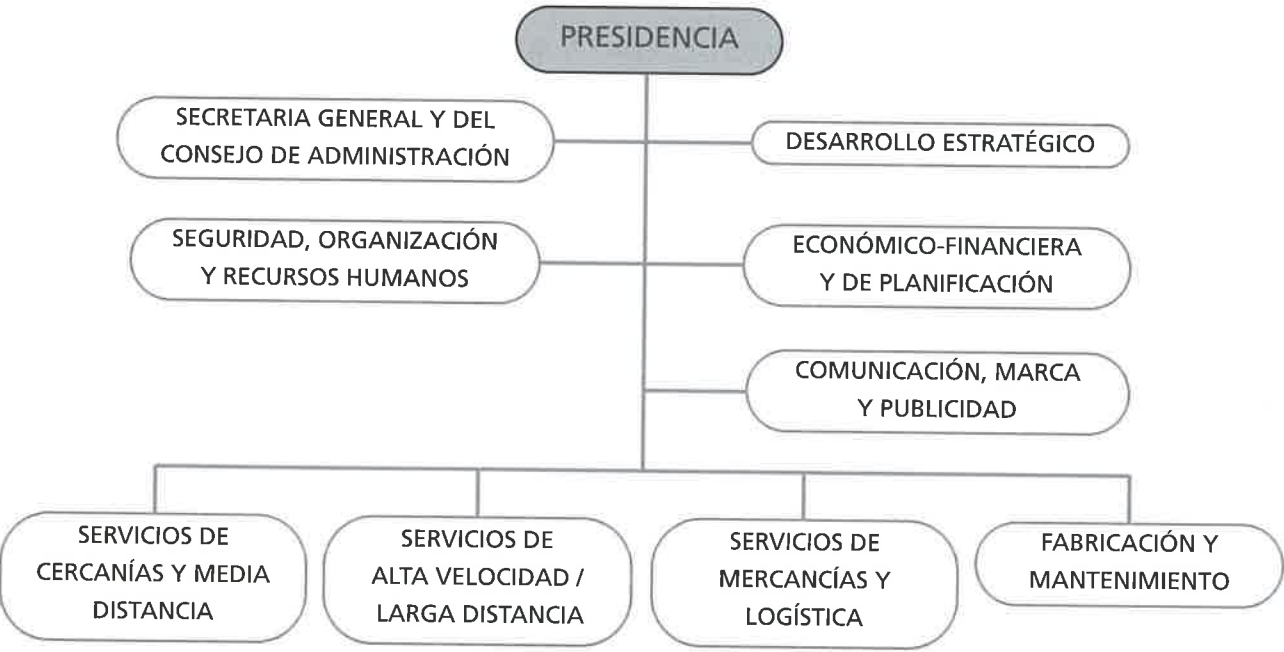 PRESIDENCIA
SECRETARIA GENERAL Y DEL
CONSEJO DE ADMINISTRACIÓN
DESARROLLO ESTRATÉGICO
SEGURIDAD, ORGANIZACIÓN
Y RECURSOS HUMANOS
ECONÓMICO-FINANCIERA
Y DE PLANIFICACIÓN
COMUNICACIÓN, MARCA
Y PUBLICIDAD
SERVICIOS DE
CERCANÍAS Y MEDIA
DISTANCIA
SERVICIOS DE
ALTA VELOCIDAD /
LARGA DISTANCIA
SERVICIOS DE
MERCANCÍAS Y
LOGÍSTICA
FABRICACIÓN Y
MANTENIMIENTO